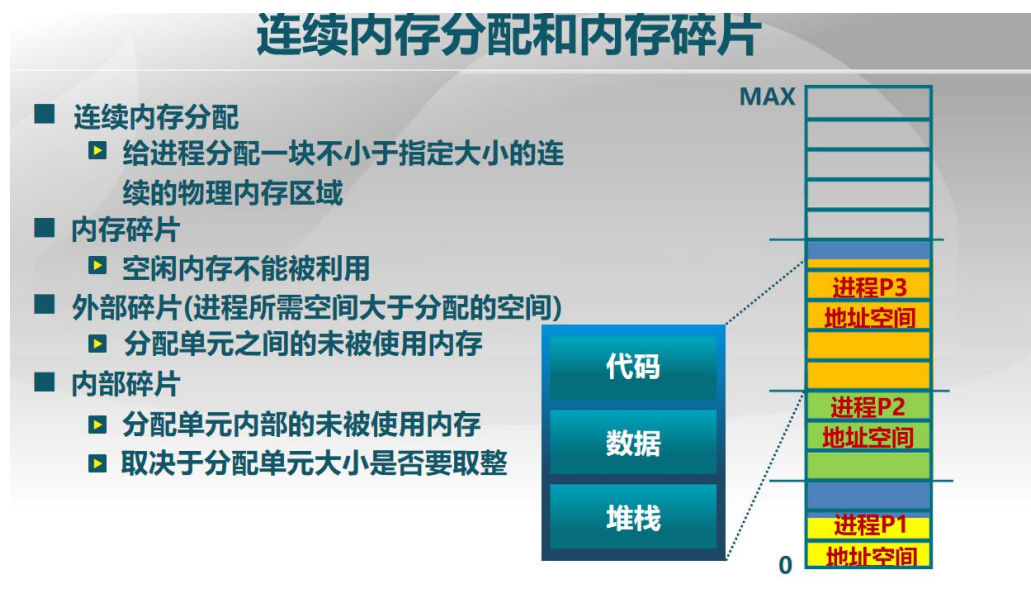 连续内存分配和内存碎片
连续内存分配
给进程分配一块不小于指定大小的连
续的物理内存区域
内存碎片
空闲内存不能被利用
外部碎片(进程所需空间大于分配的空间)
分配单元之间的未被使用内存
内部碎片
分配单元内部的未被使用内存
取决于分配单元大小是否要取整
代码
数据
堆栈
MAX
进程P3
地址空间
进程P2
地址空间
进程P1
地址空间
0